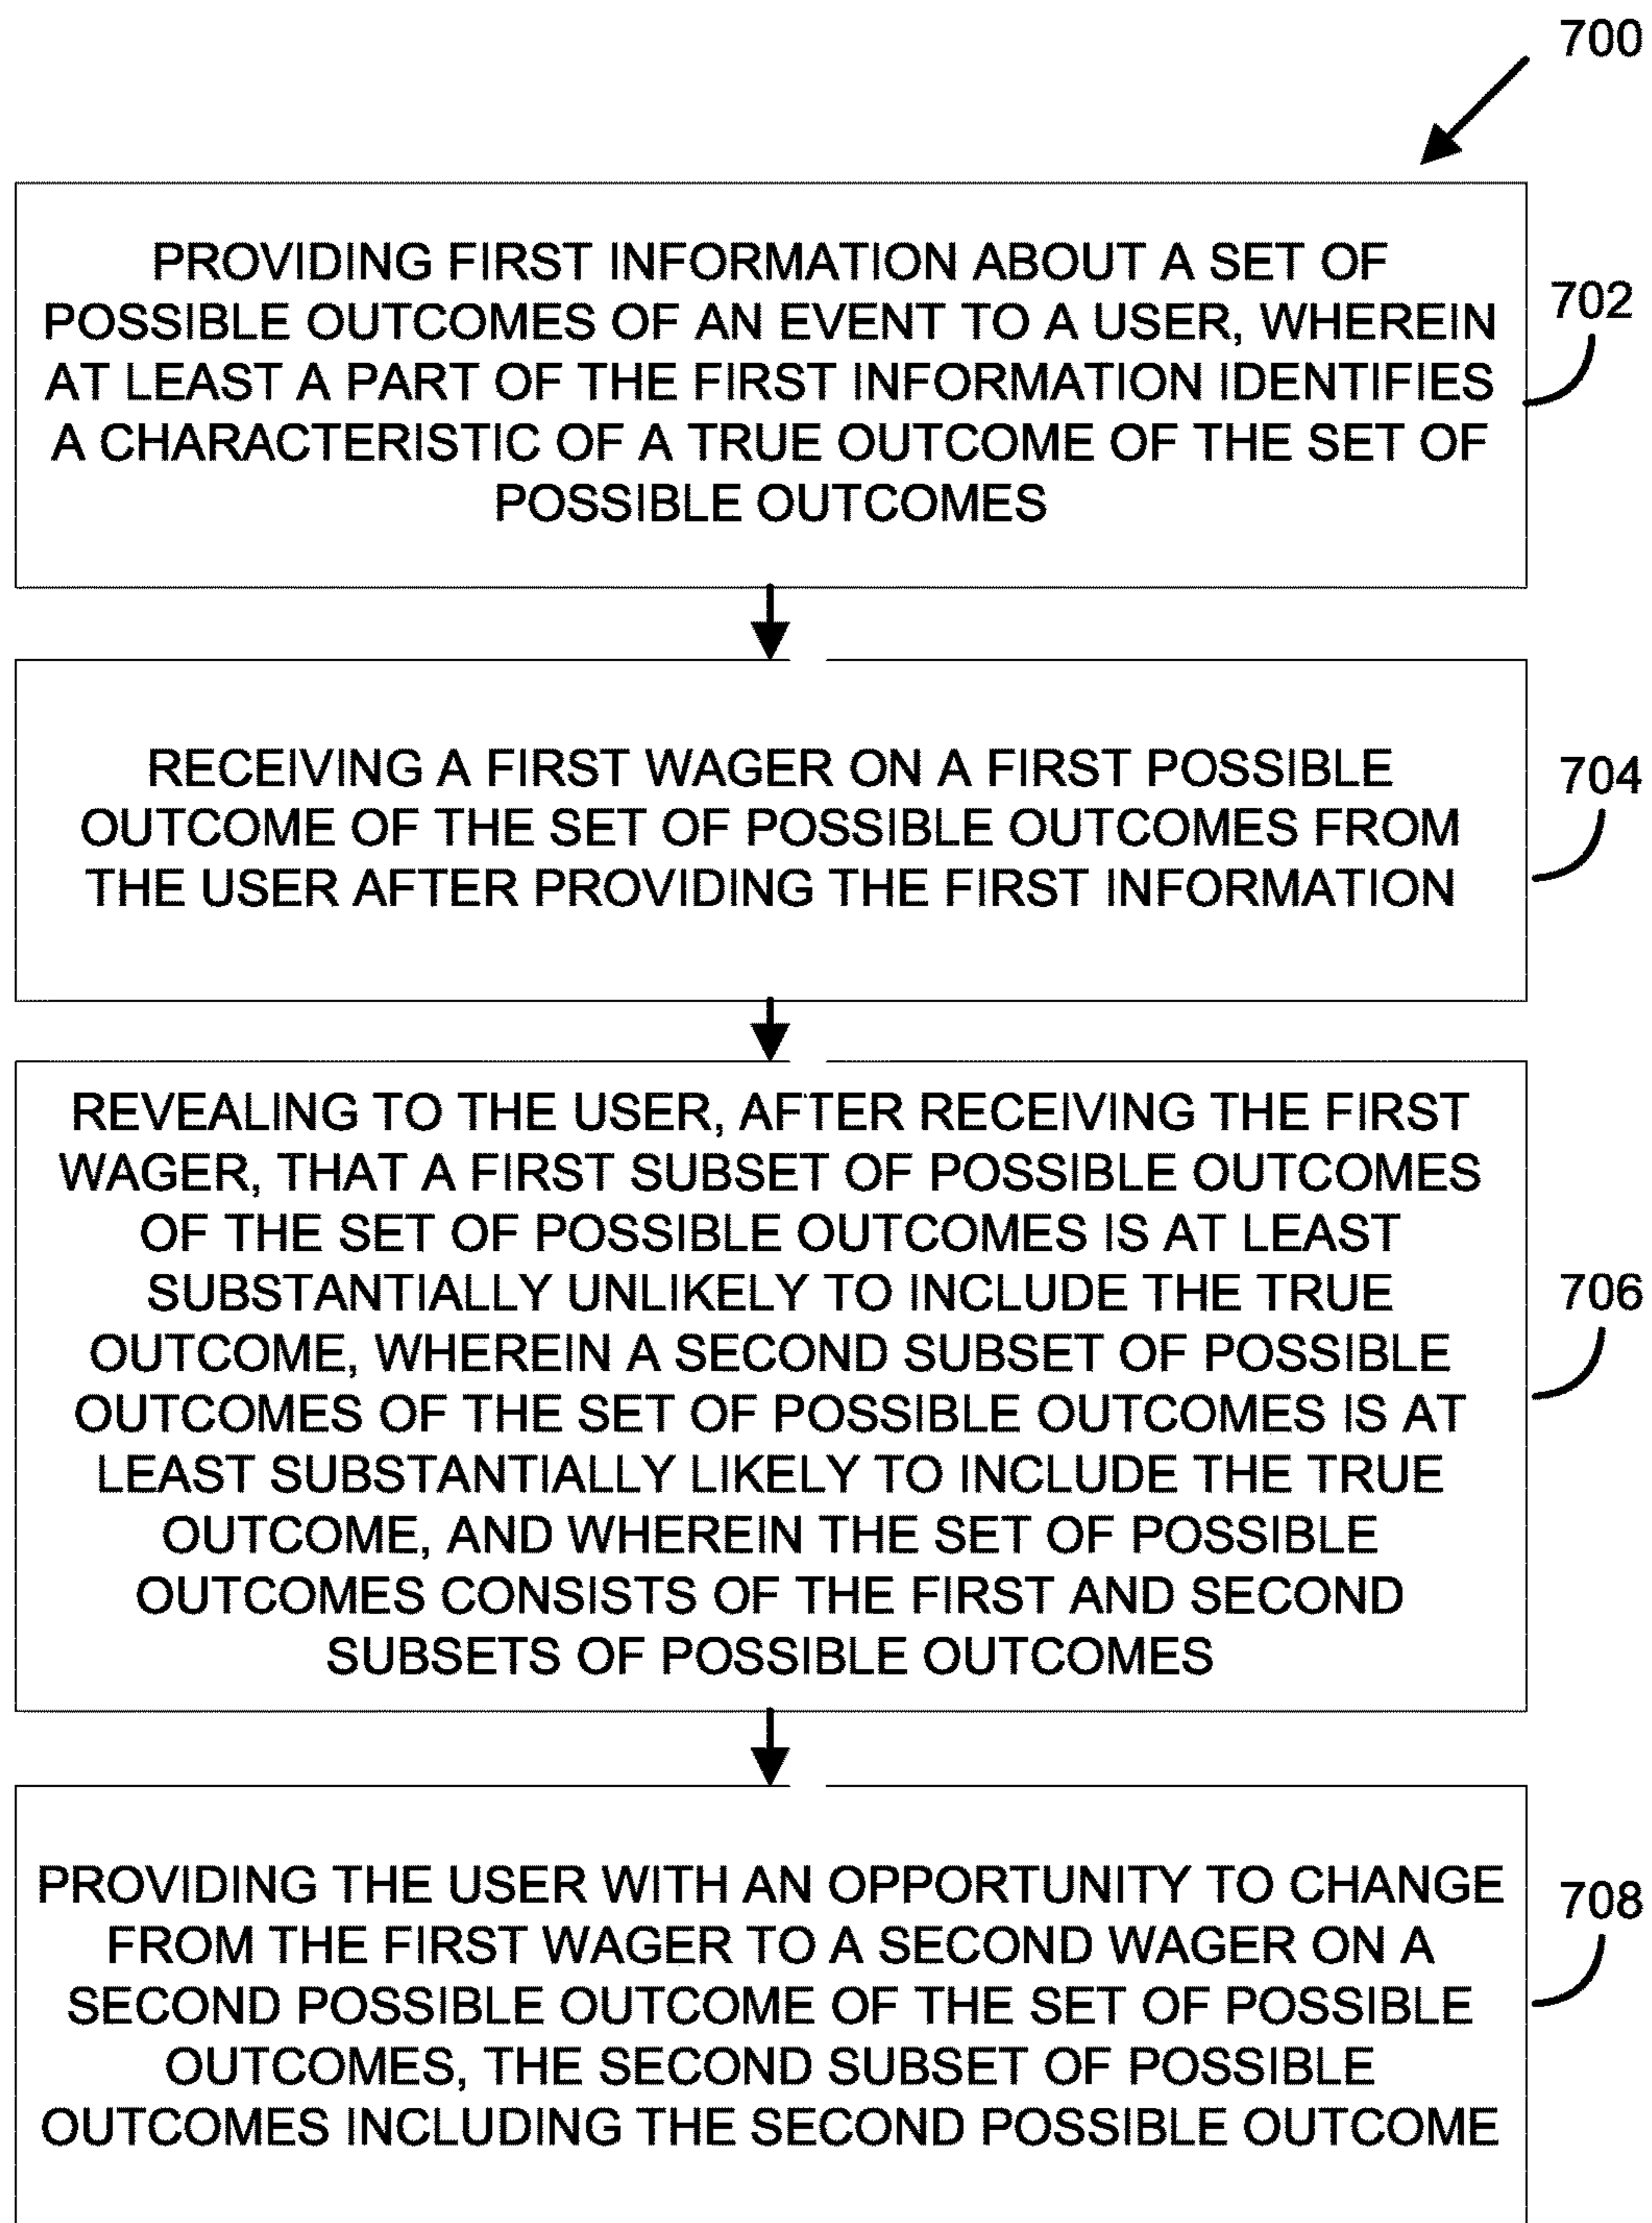 700
PROVIDING FIRST INFORMATION ABOUT A SET OF
POSSIBLE OUTCOMES OF AN EVENT TO A USER, WHEREIN
AT LEAST A PART OF THE FIRST INFORMATION IDENTIFIES
A CHARACTERISTIC OF A TRUE OUTCOME OF THE SET OF
POSSIBLE OUTCOMES
702
RECEIVING A FIRST WAGER ON A FIRST POSSIBLE
OUTCOME OF THE SET OF POSSIBLE OUTCOMES FROM
THE USER AFTER PROVIDING THE FIRST INFORMATION
704
REVEALING TO THE USER, AFTER RECEIVING THE FIRST
WAGER, THAT A FIRST SUBSET OF POSSIBLE OUTCOMES
OF THE SET OF POSSIBLE OUTCOMES IS AT LEAST
SUBSTANTIALLY UNLIKELY TO INCLUDE THE TRUE
OUTCOME, WHEREIN A SECOND SUBSET OF POSSIBLE
OUTCOMES OF THE SET OF POSSIBLE OUTCOMES IS AT
LEAST SUBSTANTIALLY LIKELY TO INCLUDE THE TRUE
OUTCOME, AND WHEREIN THE SET OF POSSIBLE
OUTCOMES CONSISTS OF THE FIRST AND SECOND
SUBSETS OF POSSIBLE OUTCOMES
706
PROVIDING THE USER WITH AN OPPORTUNITY TO CHANGE
FROM THE FIRST WAGER TO A SECOND WAGER ON A
SECOND POSSIBLE OUTCOME OF THE SET OF POSSIBLE
OUTCOMES, THE SECOND SUBSET OF POSSIBLE
OUTCOMES INCLUDING THE SECOND POSSIBLE OUTCOME
708